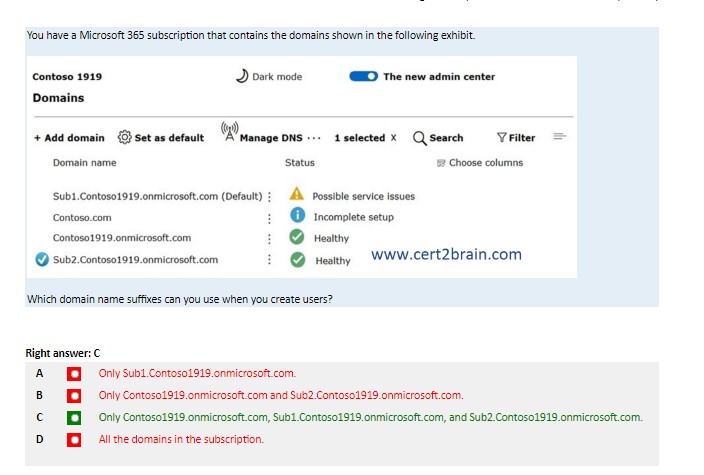 You have a Microsoft 365 subscription that contains the domains shown in the following exhibit.
Contoso 1919 Dark mode The new admin center
Domains
+ Add domain Set as default Manage DNS ··· 1 selected X Search Filter
Domain name Status Choose columns
Sub1.Contoso1919.onmicrosoft.com (Default) Possible service issues
Contoso.com Incomplete setup
Contoso1919.onmicrosoft.com Healthy
Sub2.Contoso1919.onmicrosoft.com Healthy www.cert2brain.com
Which domain name suffixes can you use when you create users?
Right answer: C
A Only Sub1.Contoso1919.onmicrosoft.com.
B Only Contoso1919.onmicrosoft.com and Sub2.Contoso1919.onmicrosoft.com.
C Only Contoso1919.onmicrosoft.com, Sub1.Contoso1919.onmicrosoft.com, and Sub2.Contoso1919.onmicrosoft.com.
D All the domains in the subscription.